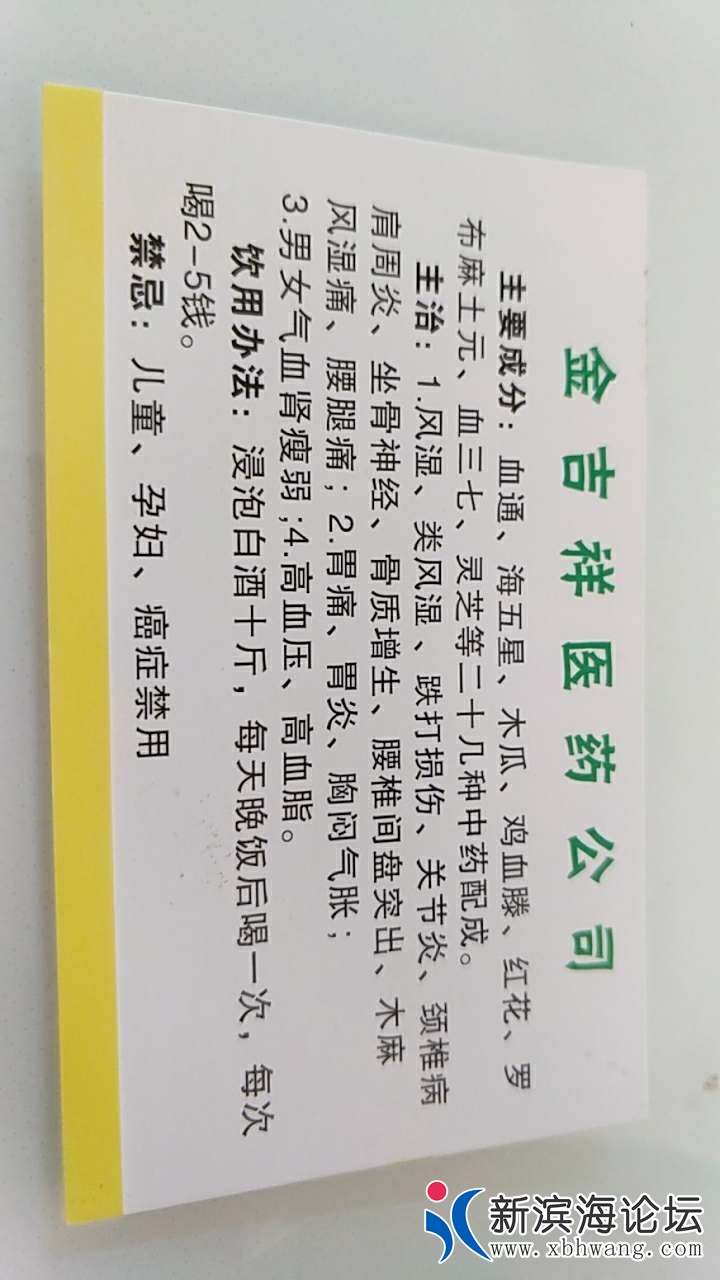 金吉祥医药公司
主要成分：血通、海五星、木瓜、鸡血滕、红花、罗
布麻土元、血三七、灵芝等二十几种中药配成。
主治：1.风湿、类风湿、跌打损伤、关节炎、颈椎病
肩周炎、坐骨神经、骨质增生、腰椎间盘突出、木麻
风湿痛、腰腿痛；2.胃痛、胃炎、胸闷气胀；
3.男女气血肾瘦弱;4.高血压、高血脂。
饮用办法：浸泡白酒十斤，每天晚饭后喝一次，每次
喝2-5钱。
禁忌：儿童、孕妇、癌症禁用
新滨海论坛
www.xbhwang.com